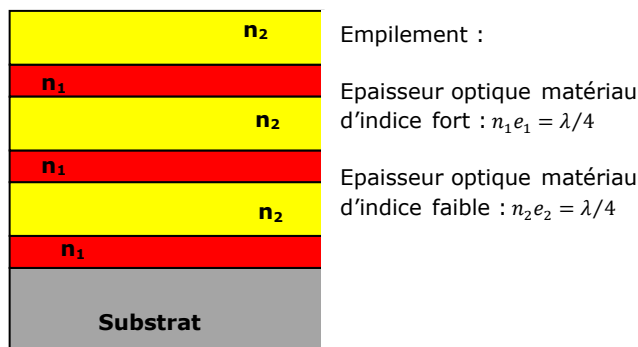 n₂
n₁
n₂
n₁
n₂
n₁
Substrat
Empilement :
Epaisseur optique matériau
d’indice fort : 𝑛₁𝑒₁ = 𝜆/4
Epaisseur optique matériau
d’indice faible : 𝑛₂𝑒₂ = 𝜆/4